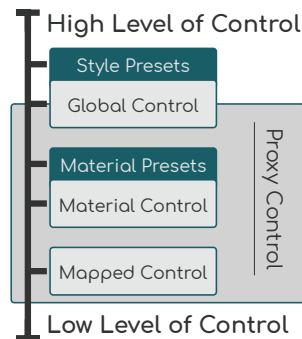 High Level of Control
Style Presets
Global Control
Material Presets
Material Control
Mapped Control
Proxy Control
Low Level of Control